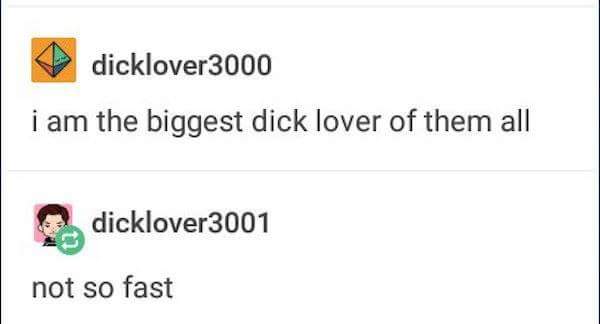 dicklover3000
i am the biggest dick lover of them all
dicklover3001
not so fast